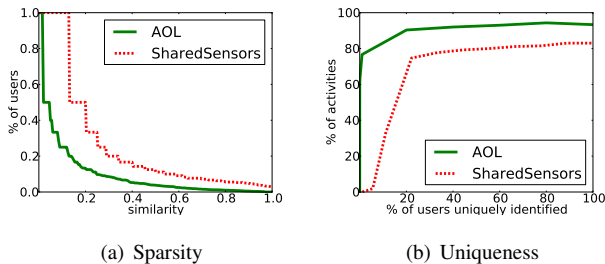 1.0
0.8
0.6
0.4
0.2
0.0
% of users
0.2 0.4 0.6 0.8 1.0
similarity
AOL
SharedSensors
(a) Sparsity
100
80
60
40
20
0
% of activities
20 40 60 80 100
% of users uniquely identified
AOL
SharedSensors
(b) Uniqueness